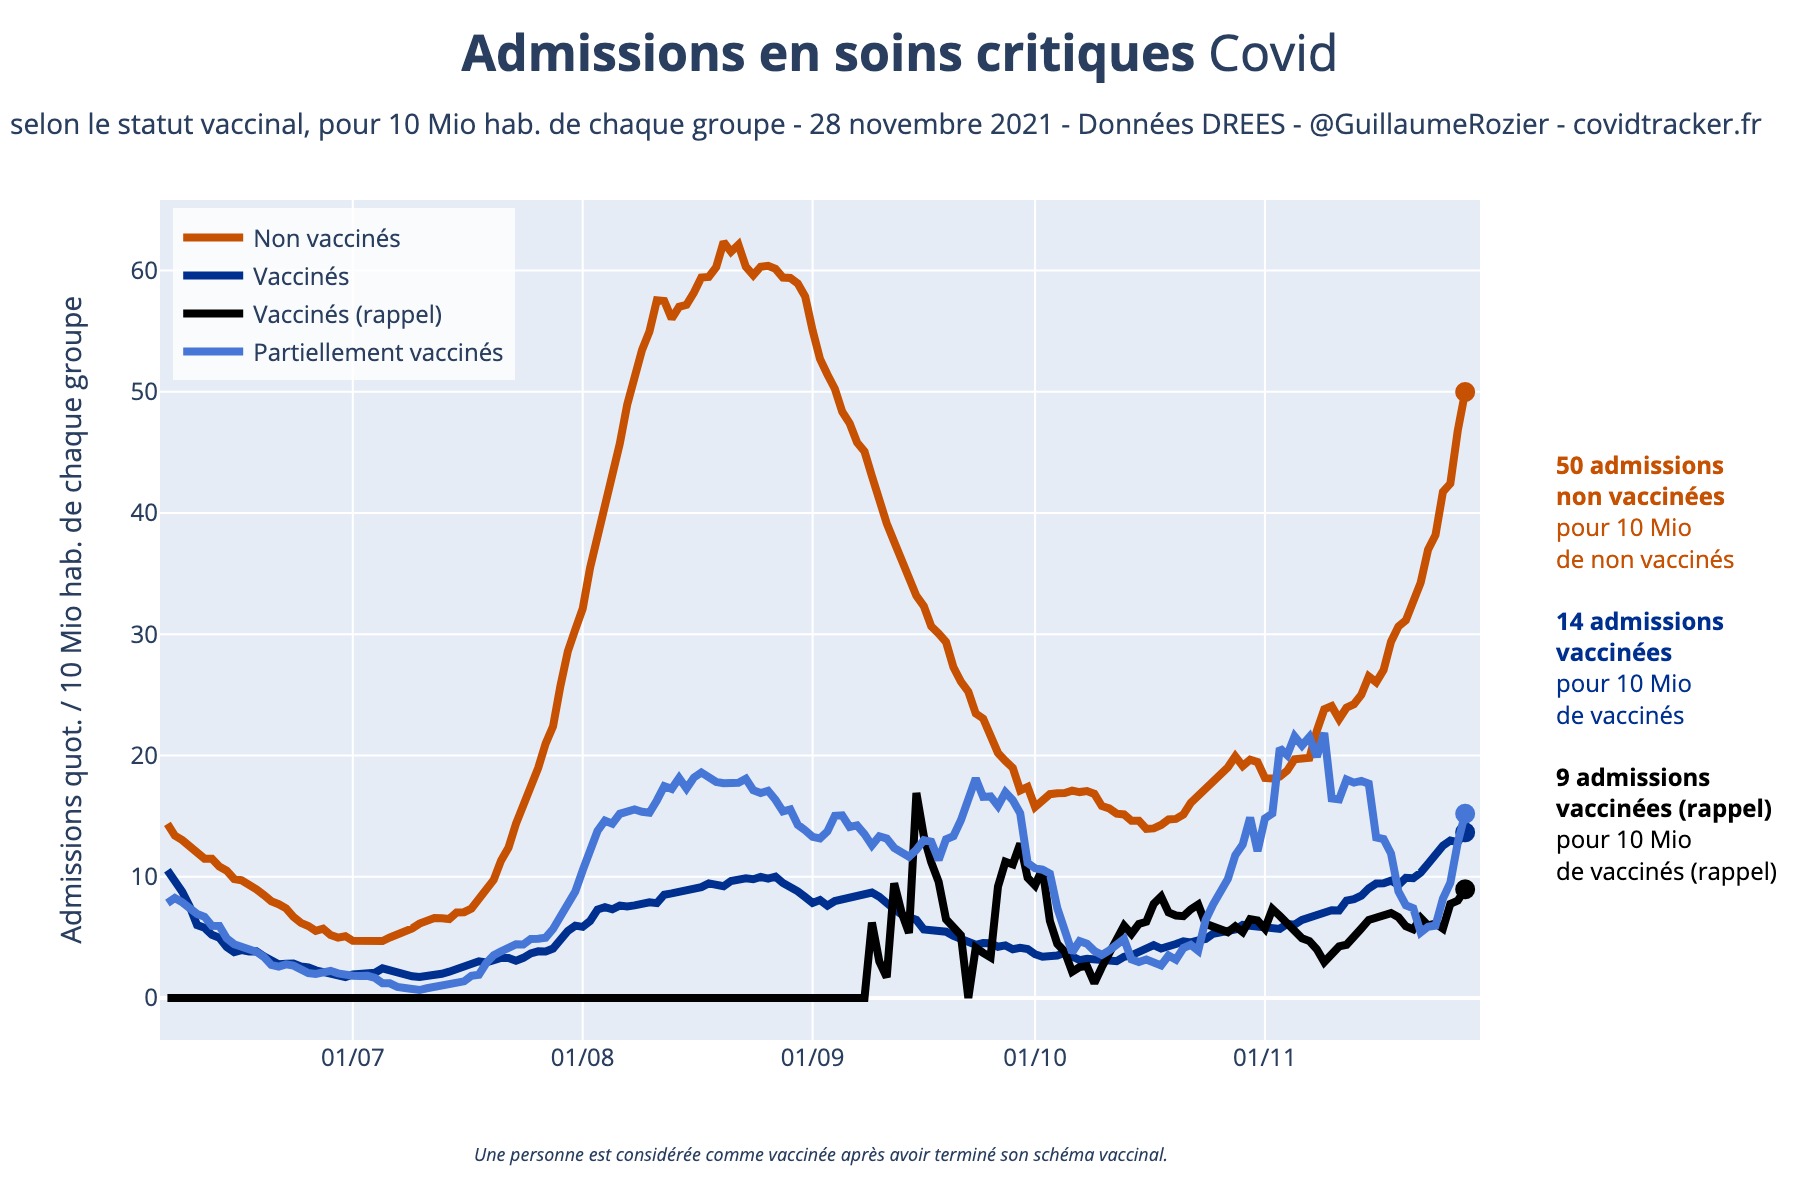 Admissions en soins critiques Covid
selon le statut vaccinal, pour 10 Mio hab. de chaque groupe - 28 novembre 2021 - Données DREES - @GuillaumeRozier - covidtracker.fr
Non vaccinés
Vaccinés
Vaccinés (rappel)
Partiellement vaccinés
Admissions quot. / 10 Mio hab. de chaque groupe
60
50
40
30
20
10
0
01/07
01/08
01/09
01/10
01/11
50 admissions
non vaccinées
pour 10 Mio
de non vaccinés
14 admissions
vaccinées
pour 10 Mio
de vaccinés
9 admissions
vaccinées (rappel)
pour 10 Mio
de vaccinés (rappel)
Une personne est considérée comme vaccinée après avoir terminé son schéma vaccinal.